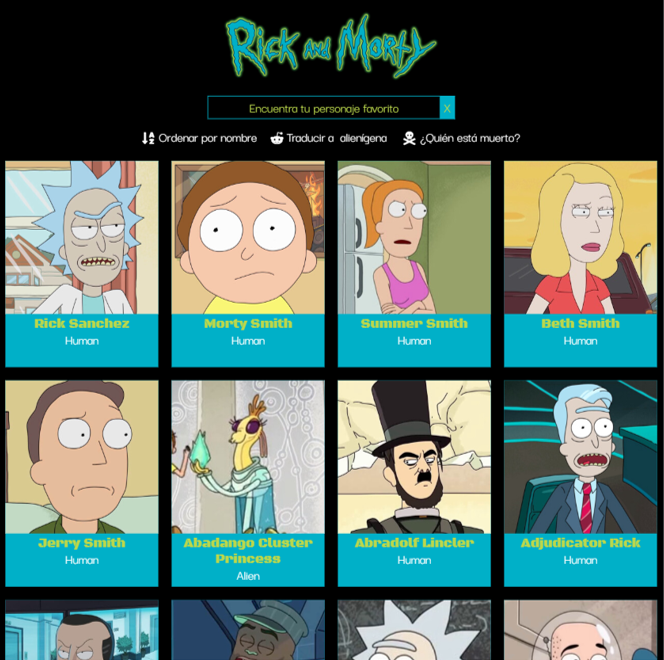 Rick and Morty
Encuentra tu personaje favorito X
Ordenar por nombre Traducir a alienígena ¿Quién está muerto?
Rick Sanchez Morty Smith Summer Smith Beth Smith
Human Human Human Human
Jerry Smith Abadango Cluster Princess Abradolf Lincler Adjudicator Rick
Human Alien Human Human